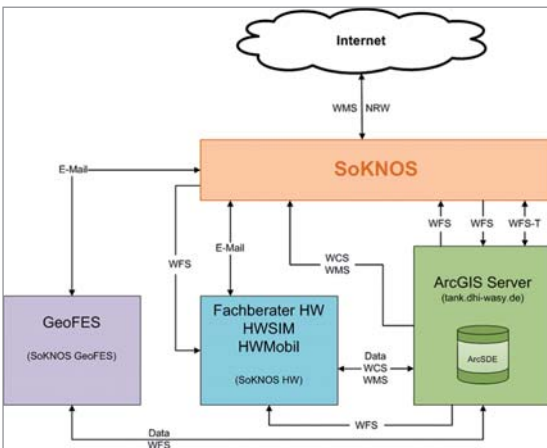 Internet
WMS NRW
SoKNOS
E-Mail
WFS
E-Mail
WCS
WMS
WFS
WFS
WFS-T
GeoFES
(SoKNOS GeoFES)
Fachberater HW
HWSIM
HWMobil
(SoKNOS HW)
Data
WCS
WMS
ArcGIS Server
(tank.dhi-wasy.de)
ArcSDE
WFS
Data
WFS